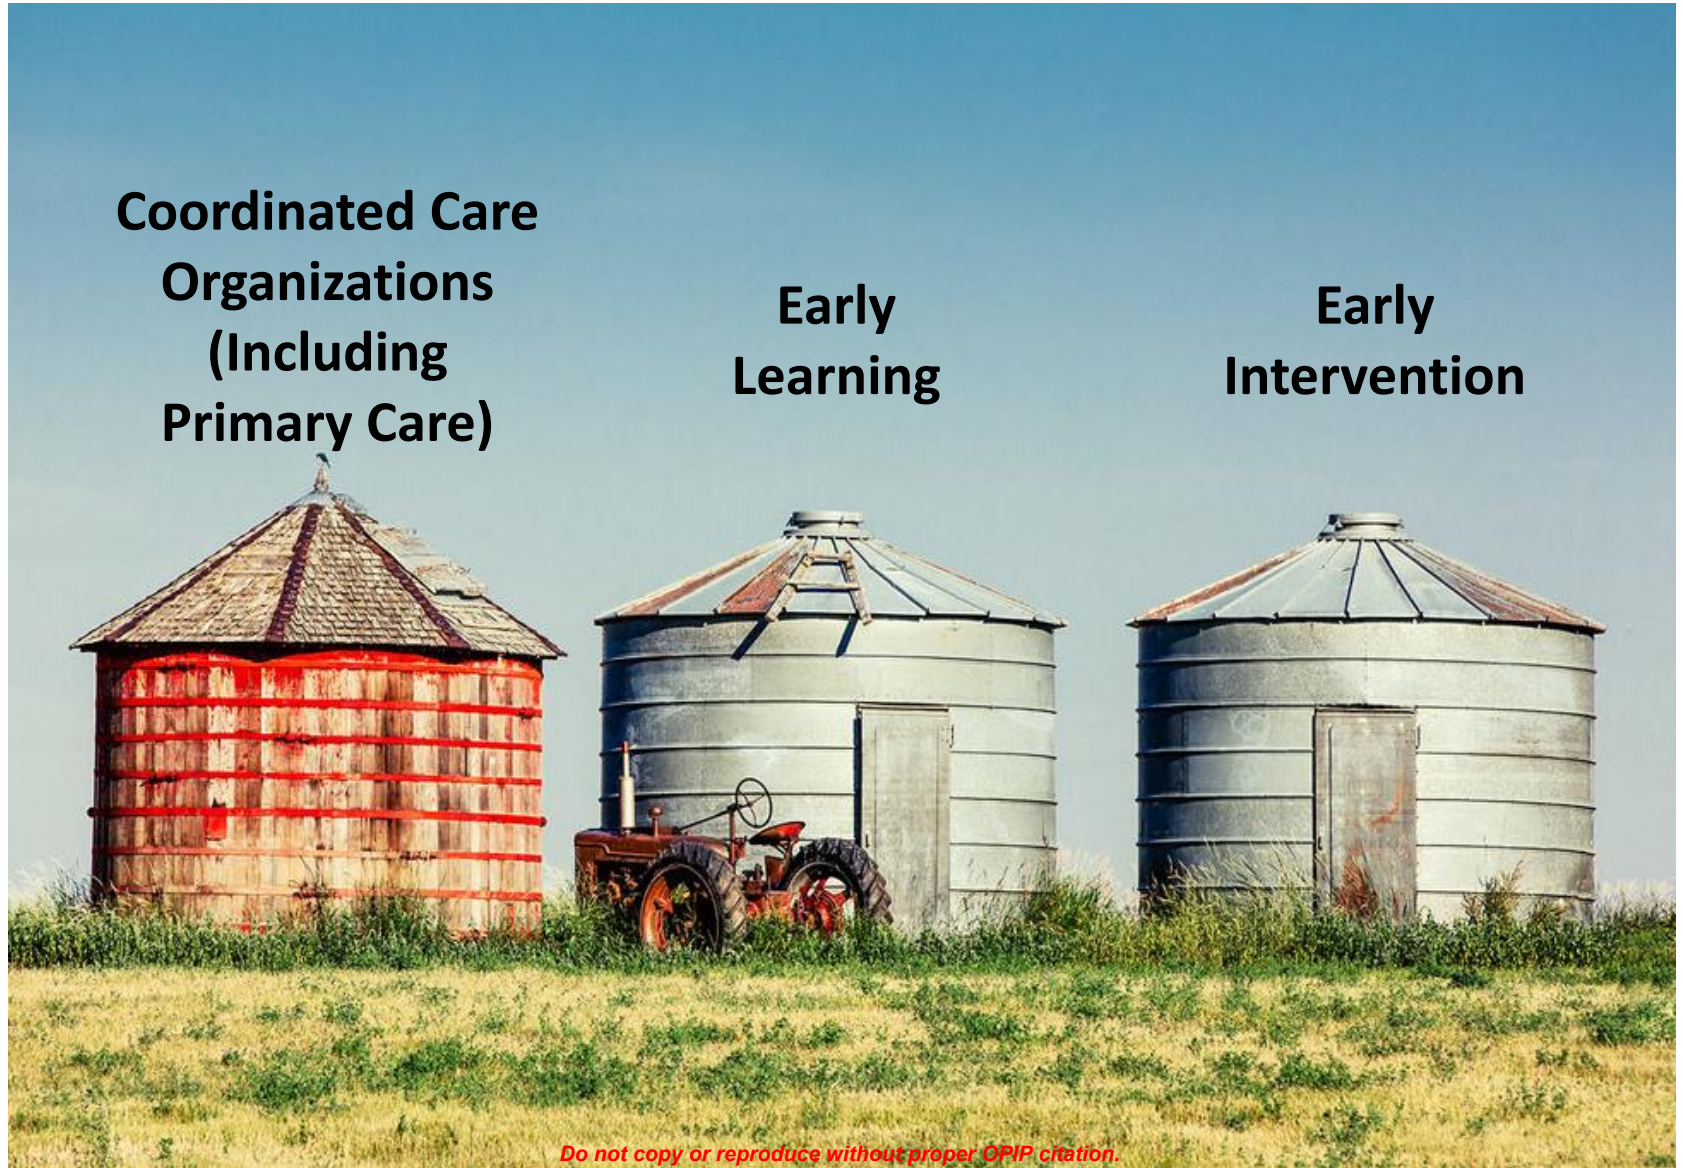 Coordinated Care
Organizations
(Including
Primary Care)
Early
Learning
Early
Intervention
Do not copy or reproduce without proper OPIP citation.